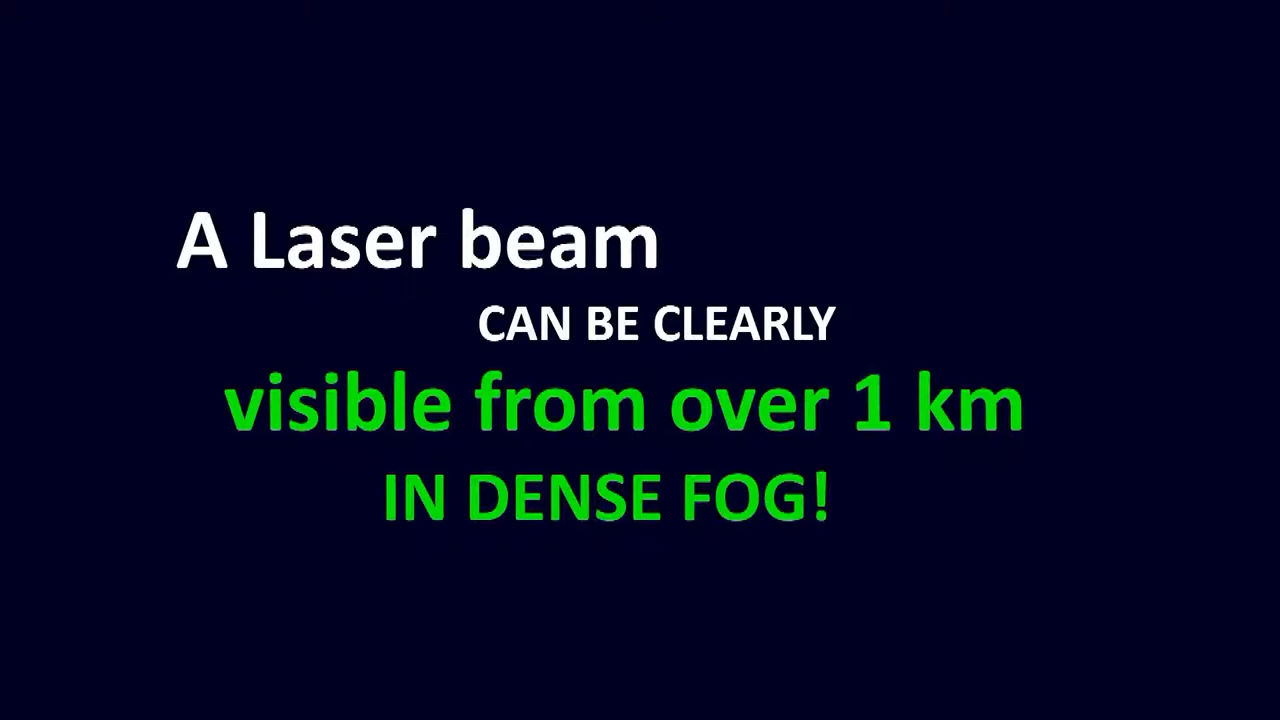 A Laser beam
CAN BE CLEARLY
visible from over 1 km
IN DENSE FOG!